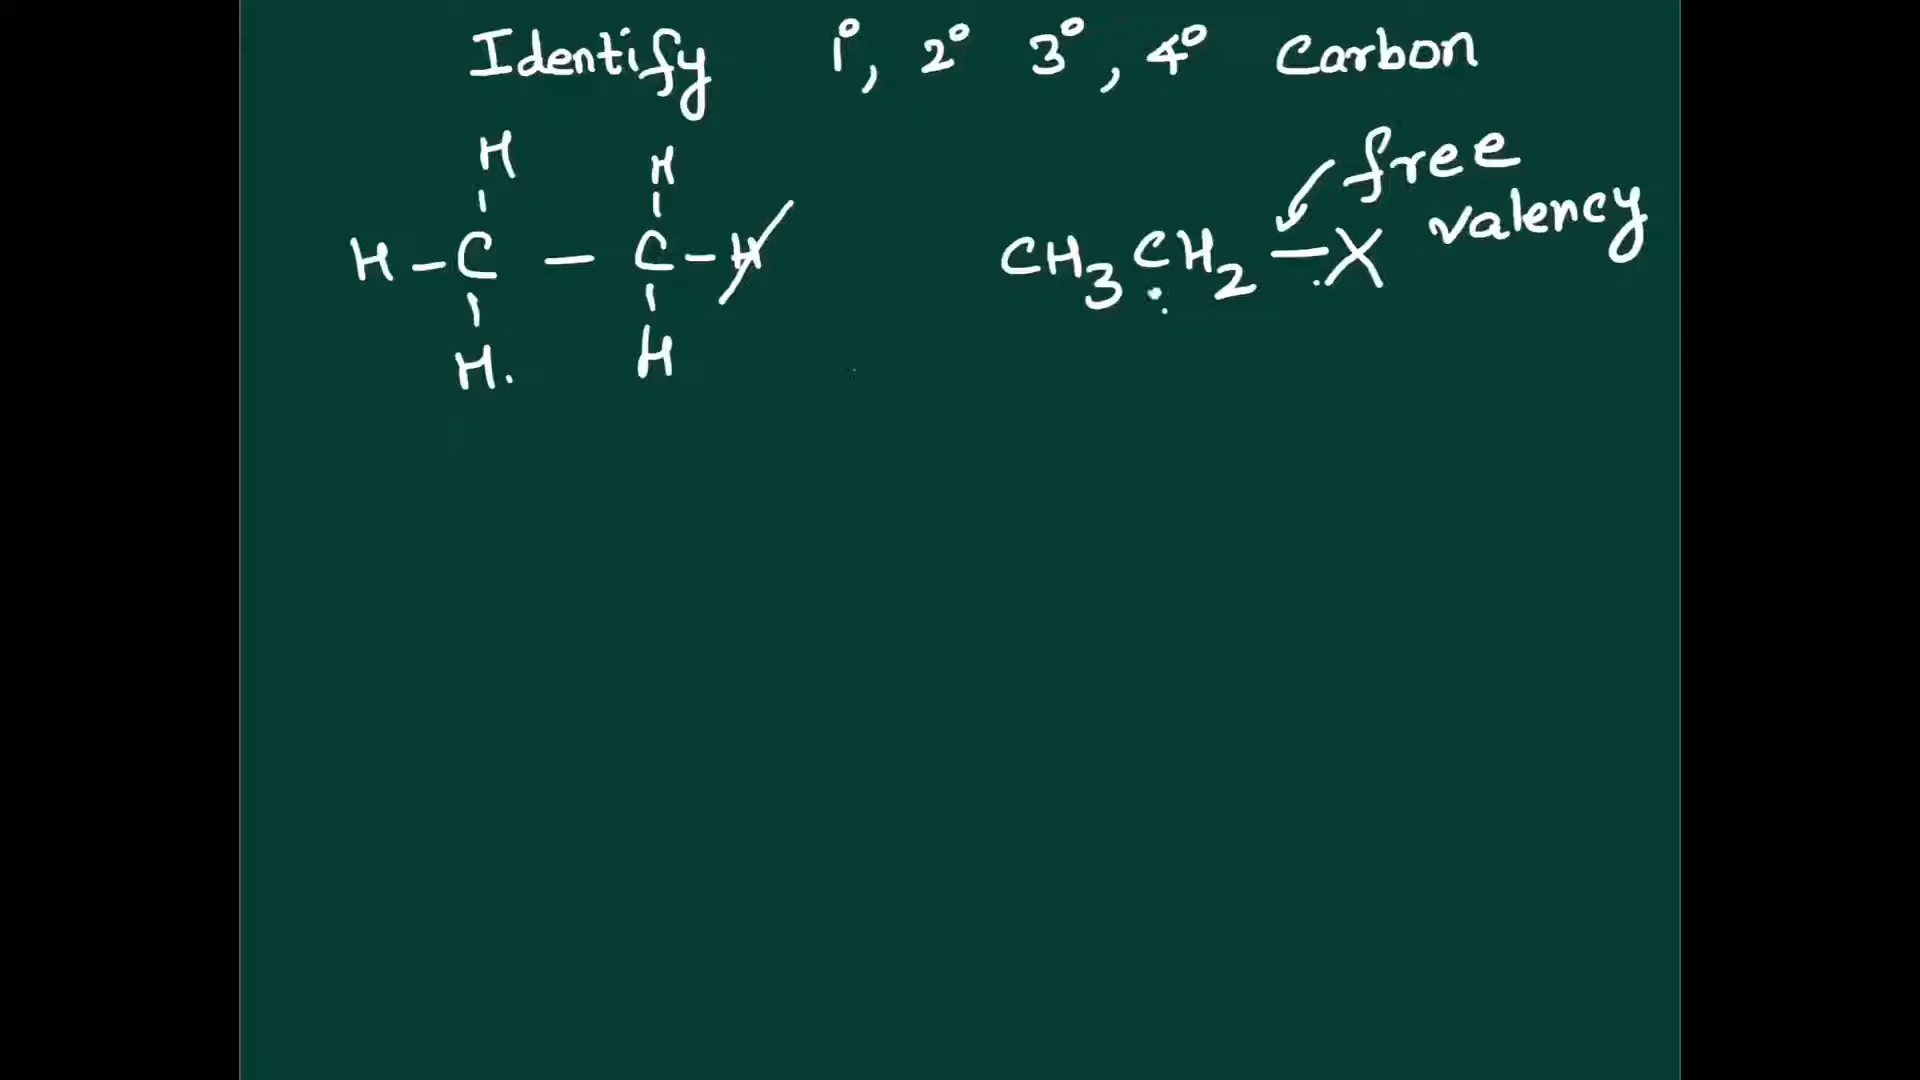 Identify 1°, 2° 3°, 4° Carbon
H H
H-C - C-H
H. H
CH3CH2-X
free
valency